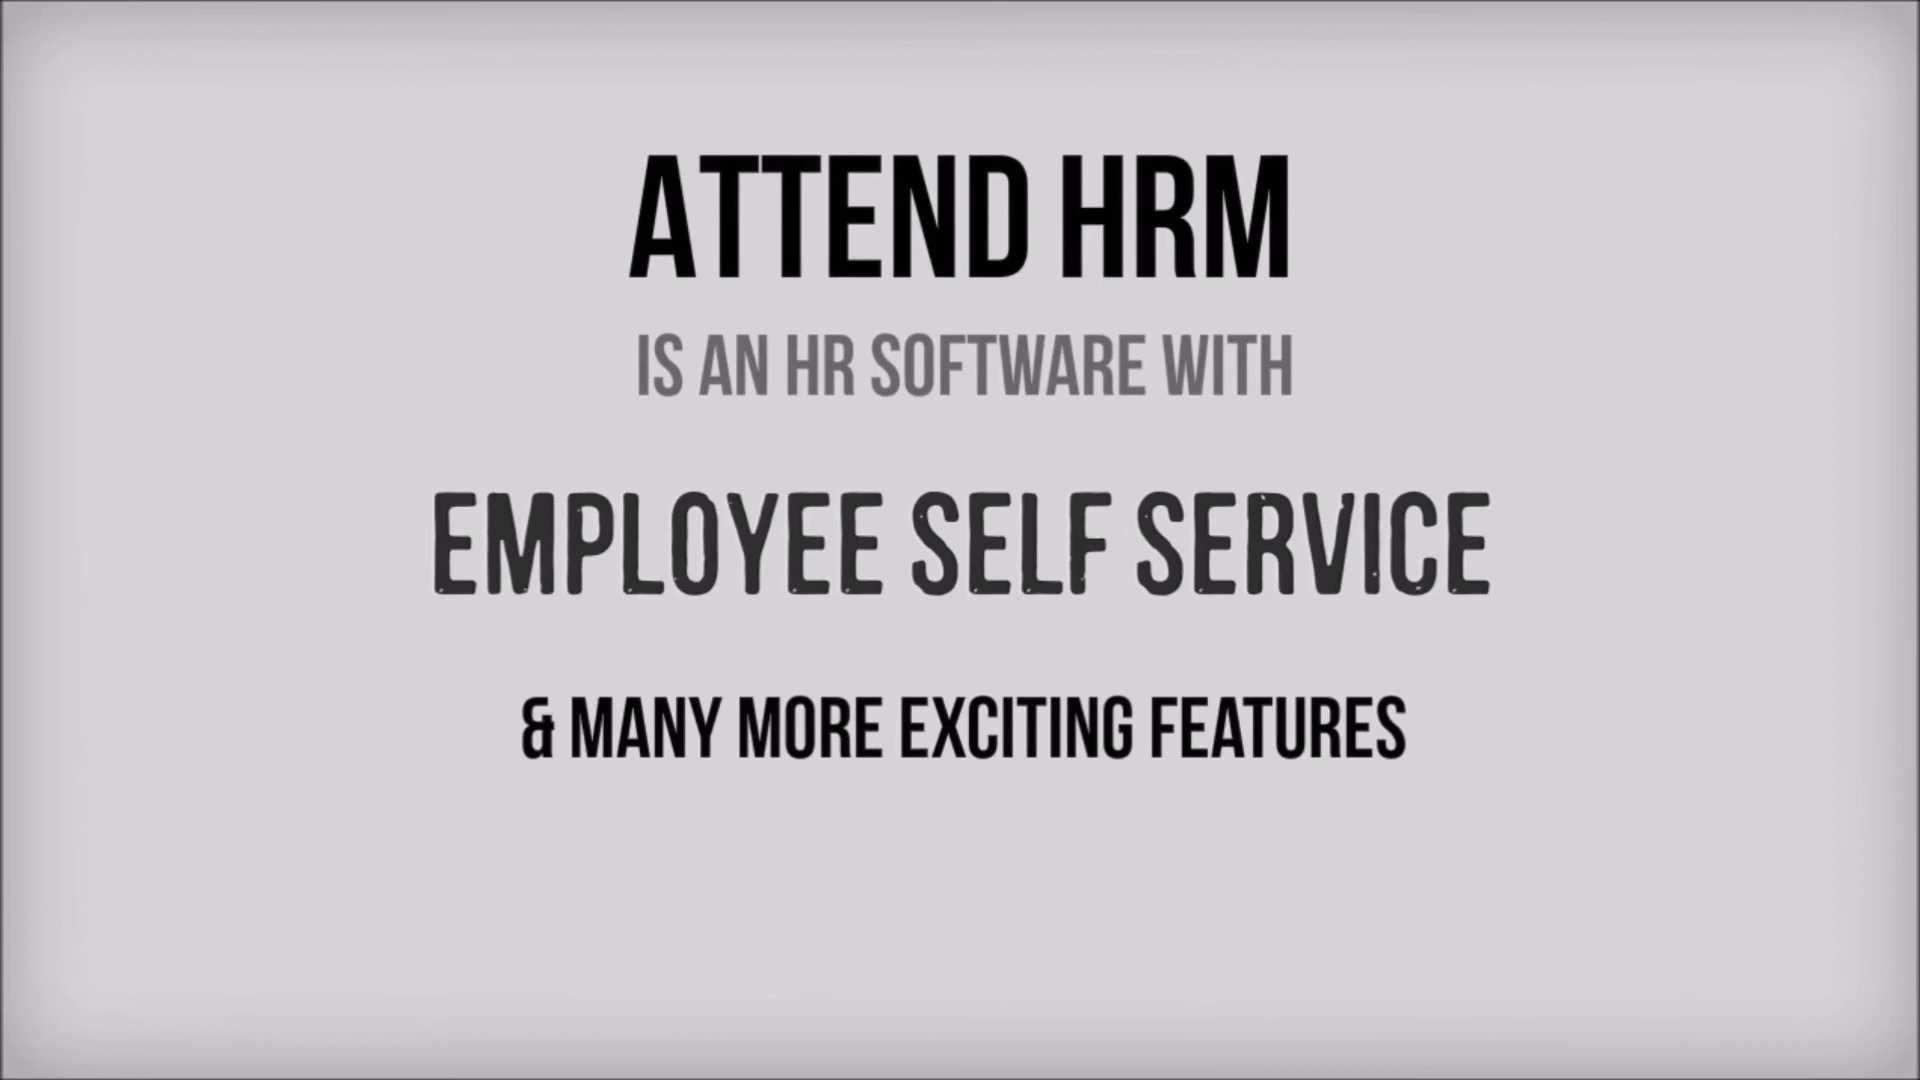 ATTEND HRM
IS AN HR SOFTWARE WITH
EMPLOYEE SELF SERVICE
& MANY MORE EXCITING FEATURES